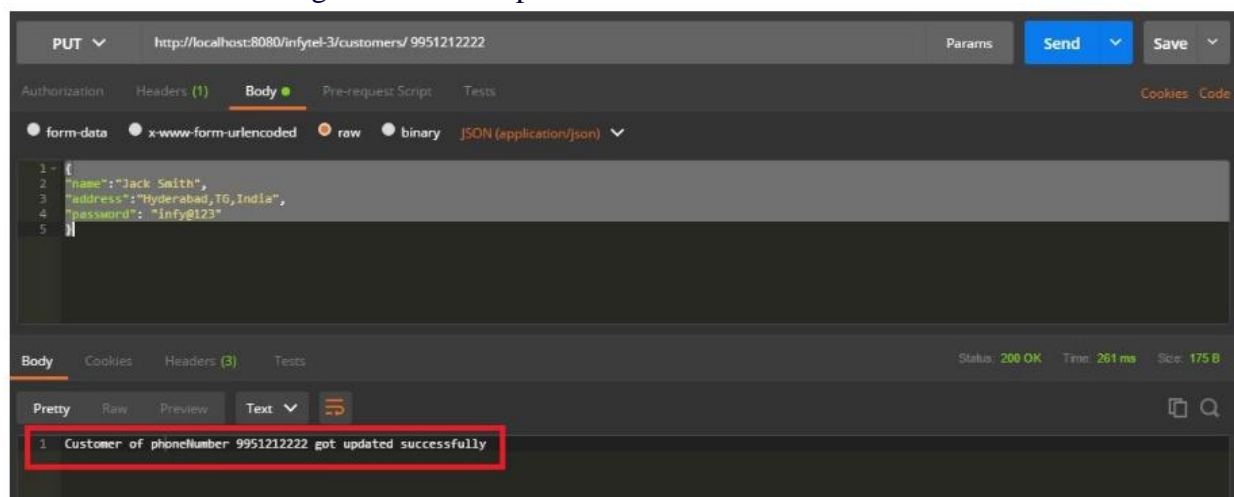 PUT http://localhost:8080/infytel-3/customers/ 9951212222 Params Send Save
Authorization Headers (1) Body Pre-request Script Tests Cookies Code
form-data x-www-form-urlencoded raw binary JSON (application/json)
1 {
2 "name":"Jack Smith",
3 "address":"Hyderabad,TG,India",
4 "password": "infy@123"
5 }
Body Cookies Headers (3) Tests Status: 200 OK Time: 261 ms Size: 175 B
Pretty Raw Preview Text
1 Customer of phoneNumber 9951212222 got updated successfully